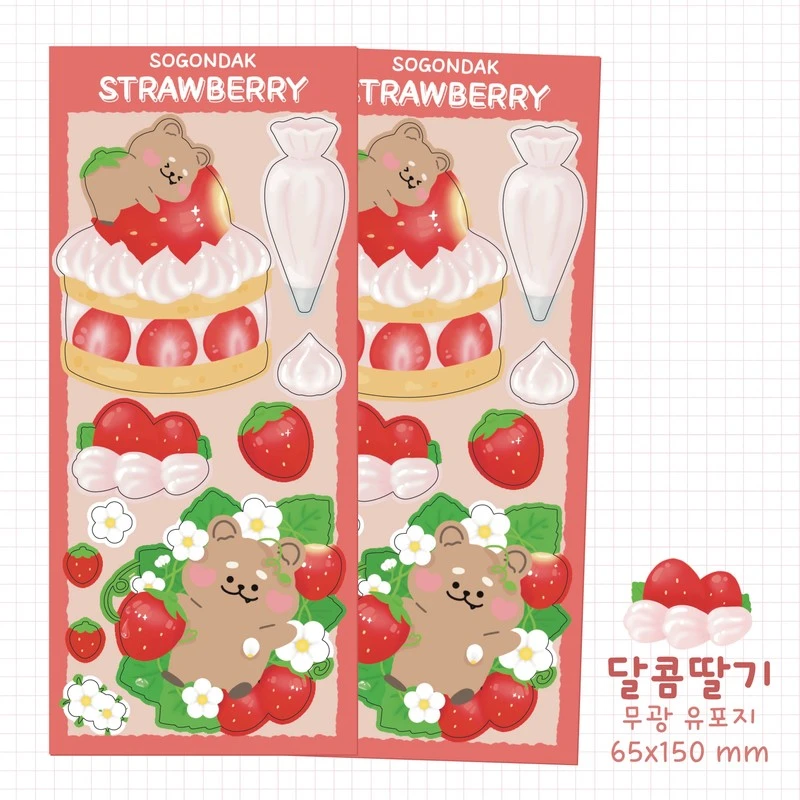 SOGONDAK
STRAWBERRY
SOGONDAK
STRAWBERRY
달콤딸기
무광 유포지
65x150 mm